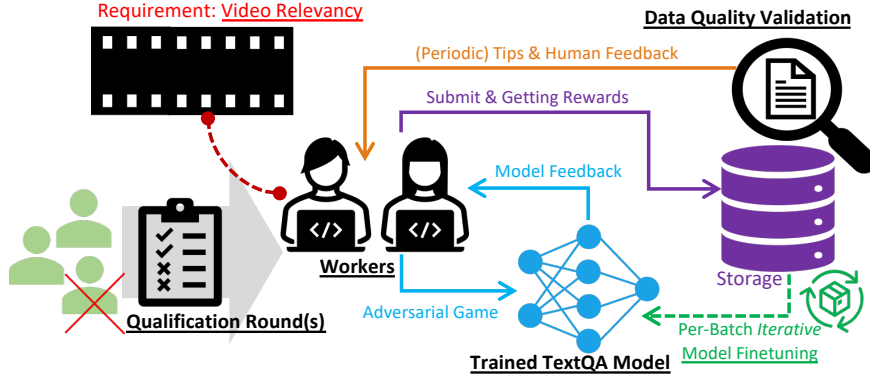 Requirement: Video Relevancy
Data Quality Validation
(Periodic) Tips & Human Feedback
Submit & Getting Rewards
Model Feedback
</>
</>
Workers
Storage
Adversarial Game
Qualification Round(s)
Per-Batch Iterative
Model Finetuning
Trained TextQA Model